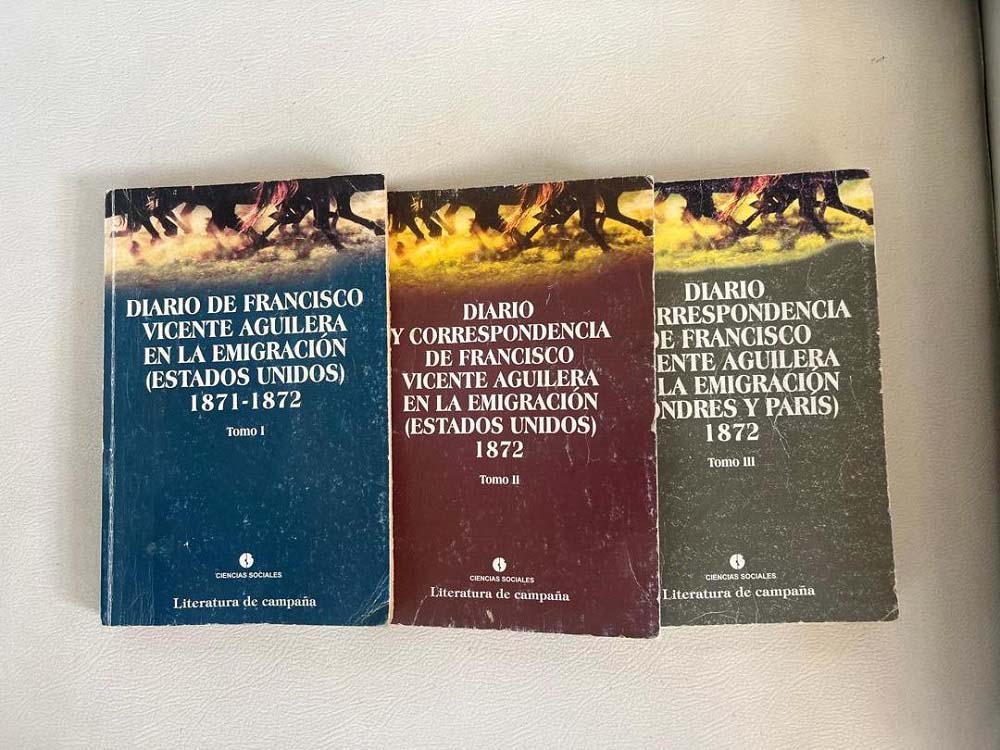 DIARIO DE FRANCISCO
VICENTE AGUILERA
EN LA EMIGRACIÓN
(ESTADOS UNIDOS)
1871-1872
Tomo I
CIENCIAS SOCIALES
Literatura de campaña
DIARIO
Y CORRESPONDENCIA
DE FRANCISCO
VICENTE AGUILERA
EN LA EMIGRACIÓN
(ESTADOS UNIDOS)
1872
Tomo II
CIENCIAS SOCIALES
Literatura de campaña
DIARIO
ORRESPONDENCIA
DE FRANCISCO
ENTE AGUILERA
LA EMIGRACIÓN
ONDRES Y PARÍS)
1872
Tomo III
CIENCIAS SOCIALES
Literatura de campaña